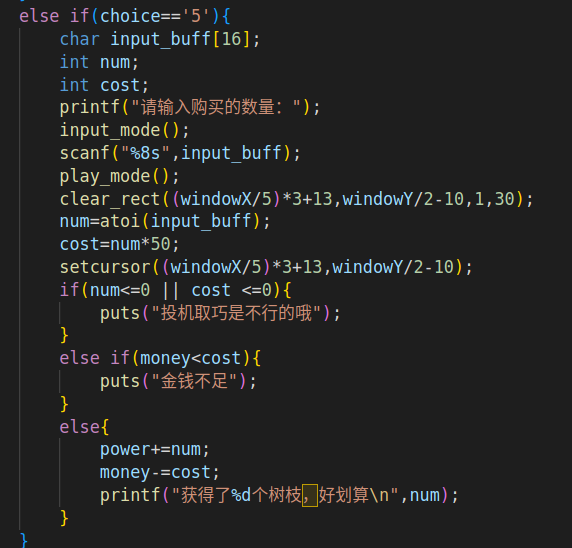 else if(choice=='5'){
char input_buff[16];
int num;
int cost;
printf("请输入购买的数量：");
input_mode();
scanf("%8s",input_buff);
play_mode();
clear_rect((windowX/5)*3+13,windowY/2-10,1,30);
num=atoi(input_buff);
cost=num*50;
setcursor((windowX/5)*3+13,windowY/2-10);
if(num<=0 || cost <=0){
puts("投机取巧是不行的哦");
}
else if(money<cost){
puts("金钱不足");
}
else{
power+=num;
money-=cost;
printf("获得了%d个树枝，好划算\n",num);
}
}